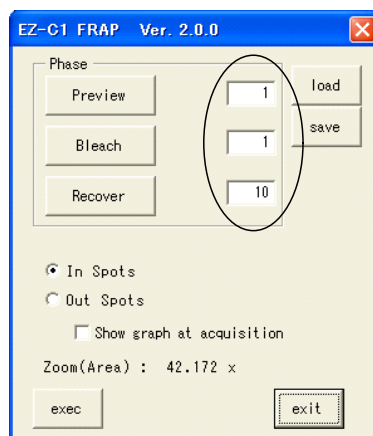 EZ-C1 FRAP Ver. 2.0.0
Phase
Preview 1 load
Bleach 1 save
Recover 10
In Spots
Out Spots
Show graph at acquisition
Zoom(Area) : 42.172 x
exec exit